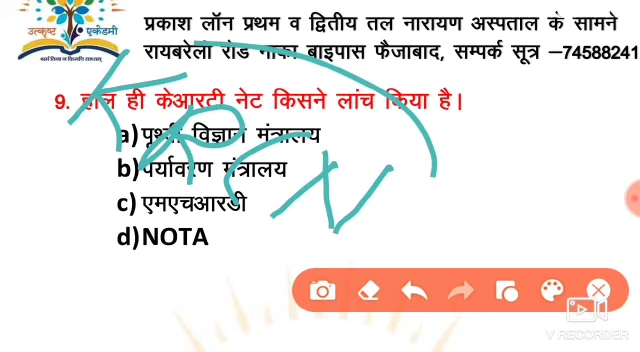 उत्कृष्ट एकेडमी
प्रकाश लॉन प्रथम व द्वितीय तल नारायण अस्पताल के सामने
रायबरेली रोड नाका बाइपास फैजाबाद, सम्पर्क सूत्र –74588241
9. हाल ही केआरटी नेट किसने लांच किया है।
a) पृथ्वी विज्ञान मंत्रालय
b) पर्यावरण मंत्रालय
c) एमएचआरडी
d) NOTA
V RECORDER